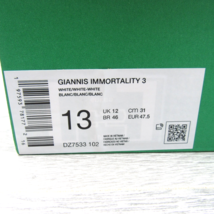 GIANNIS IMMORTALITY 3
WHITE/WHITE-WHITE
BLANC/BLANC/BLANC
13
UK 12 CITI 31
BR 46 EUR 47.5
DZ7533 102